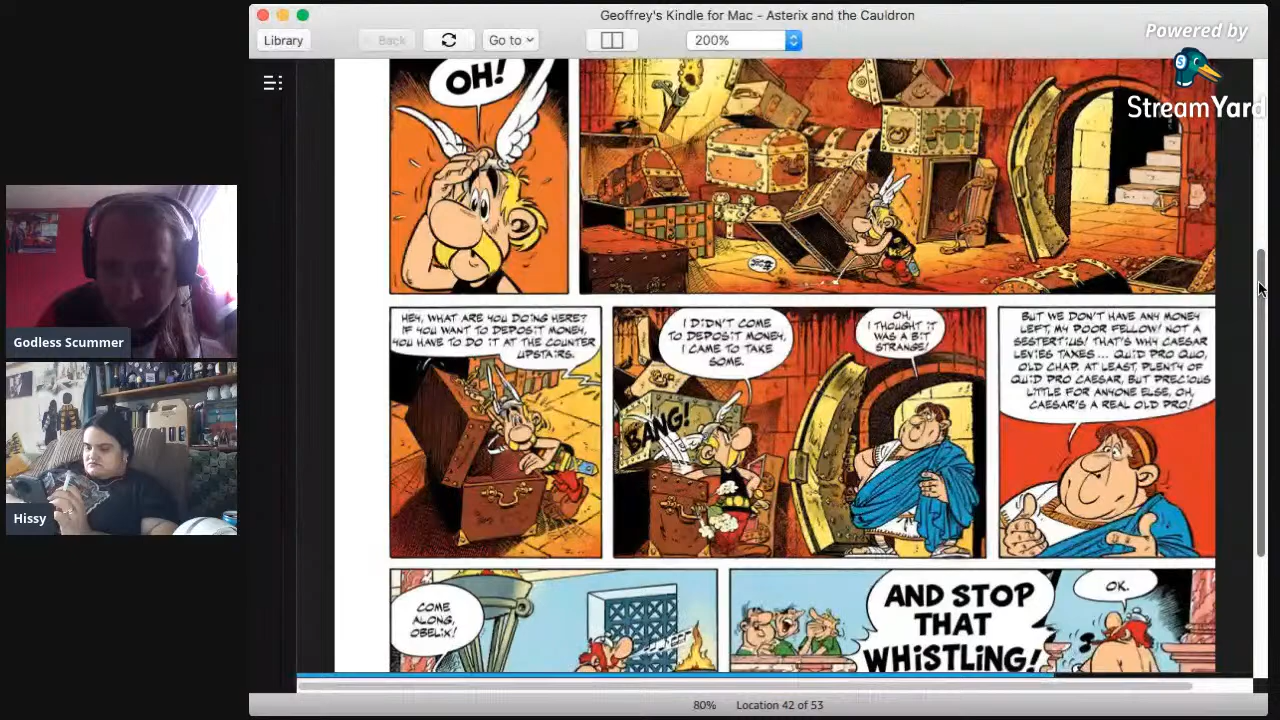 Geoffrey's Kindle for Mac - Asterix and the Cauldron
Powered by
StreamYard
Library
Back
Go to
200%
OH!
HEY, WHAT ARE YOU DOING HERE?
IF YOU WANT TO DEPOSIT MONEY,
YOU HAVE TO DO IT AT THE COUNTER
UPSTAIRS.
I DIDN'T COME
TO DEPOSIT MONEY,
I CAME TO TAKE
SOME.
BANG!
OH,
I THOUGHT IT
WAS A BIT
STRANGE!
BUT WE DON'T HAVE ANY MONEY
LEFT, MY POOR FELLOW! NOT A
SESTERTIUS! THAT'S WHY CAESAR
LEVIES TAXES... QUID PRO QUO,
OLD CHAP. AT LEAST, PLENTY OF
QUID PRO CAESAR, BUT PRECIOUS
LITTLE FOR ANYONE ELSE. OH,
CAESAR'S A REAL OLD PRO!
COME
ALONG,
OBELIX!
AND STOP
THAT
WHISTLING!
OK.
Godless Scummer
Hissy
80%
Location 42 of 53